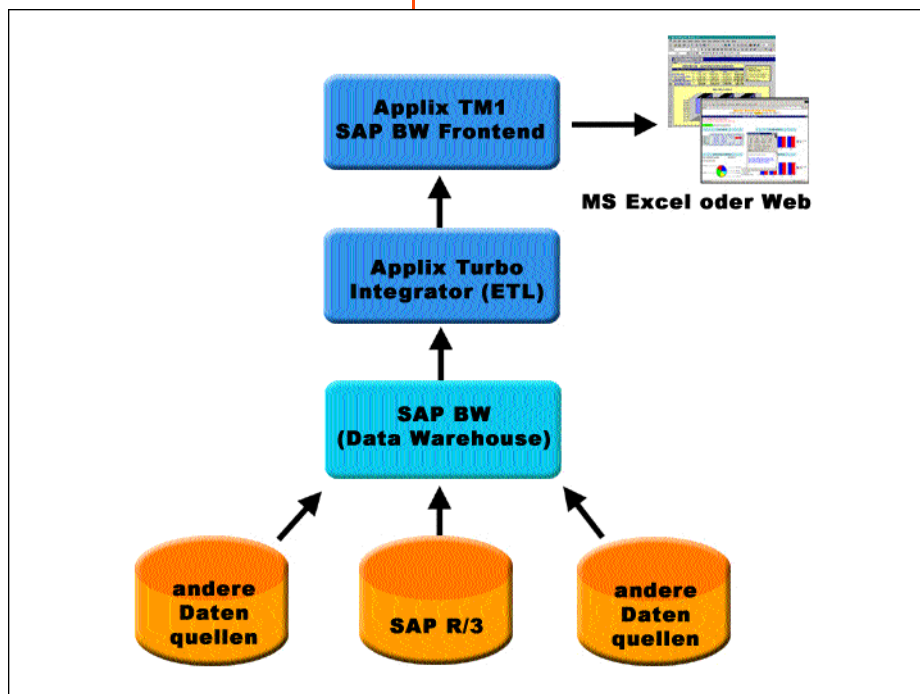 Applix TM1
SAP BW Frontend
MS Excel oder Web
Applix Turbo
Integrator (ETL)
SAP BW
(Data Warehouse)
andere
Daten
quellen
SAP R/3
andere
Daten
quellen